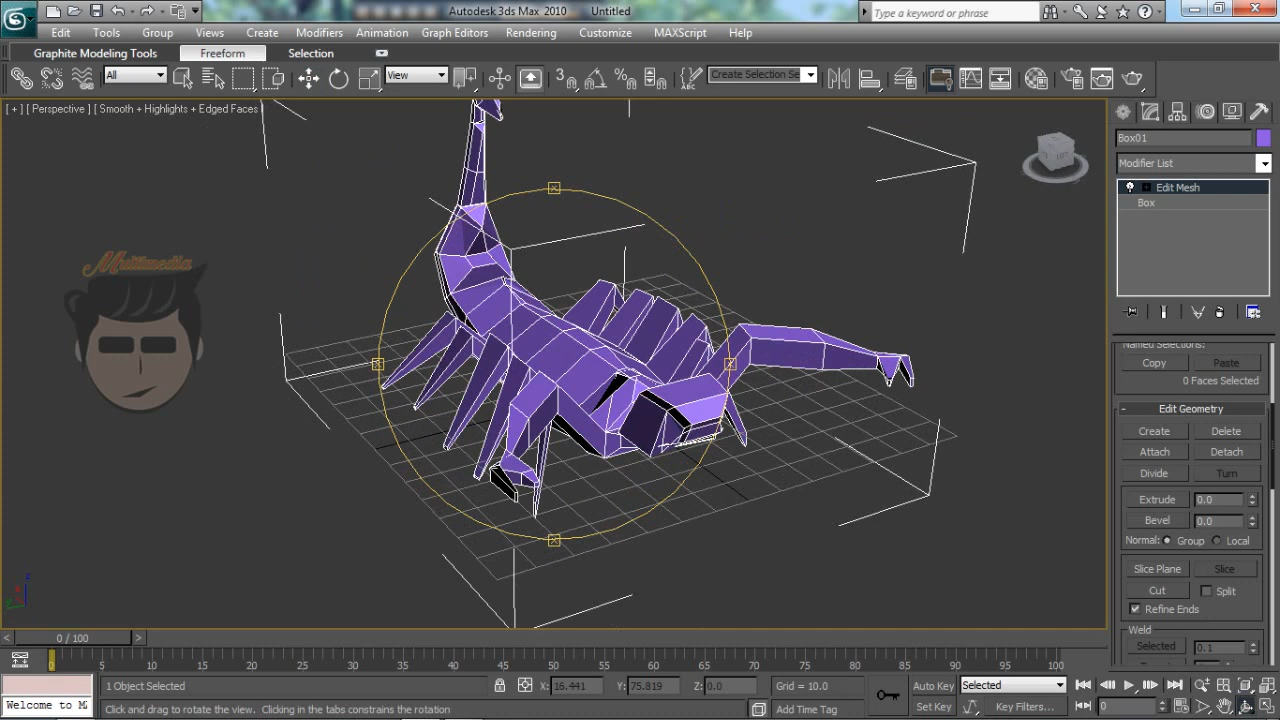 Autodesk 3ds Max 2010 Untitled
Type a keyword or phrase
Edit Tools Group Views Create Modifiers Animation Graph Editors Rendering Customize MAXScript Help
Graphite Modeling Tools Freeform Selection
All View Create Selection Se
[ + ] [ Perspective ] [ Smooth + Highlights + Edged Faces ]
Box01
Modifier List
Edit Mesh
Box
Multimedia
Named Selections:
Copy Paste
0 Faces Selected
- Edit Geometry
Create Delete
Attach Detach
Divide Turn
Extrude 0.0
Bevel 0.0
Normal: Group Local
Slice Plane Slice
Cut Split
Refine Ends
Weld
Selected 0.1
< 0 / 100 >
0 5 10 15 20 25 30 35 40 45 50 55 60 65 70 75 80 85 90 95 100
1 Object Selected X: 16.441 Y: 75.819 Z: 0.0 Grid = 10.0 Auto Key Selected
Welcome to M Click and drag to rotate the view. Clicking in the tabs constrains the rotation Add Time Tag Set Key Key Filters... 0